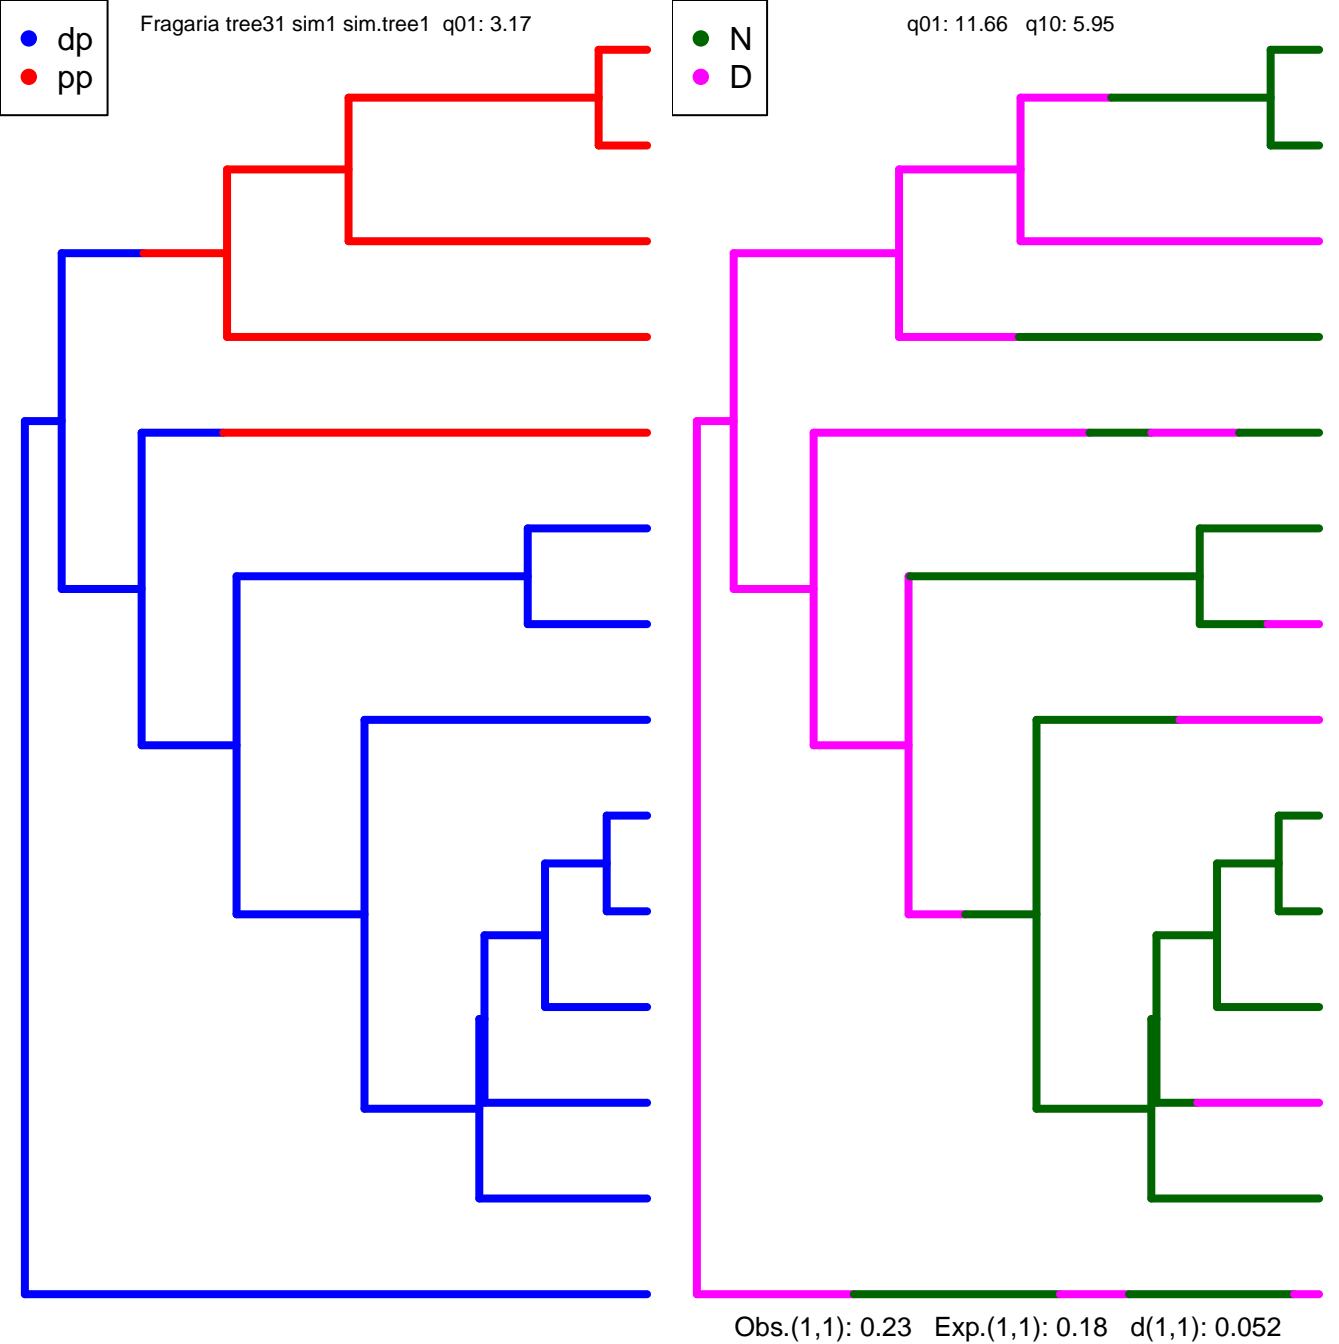 Fragaria tree31 sim1 sim.tree1 q01: 3.17
dp
pp
q01: 11.66 q10: 5.95
N
D
Obs.(1,1): 0.23 Exp.(1,1): 0.18 d(1,1): 0.052